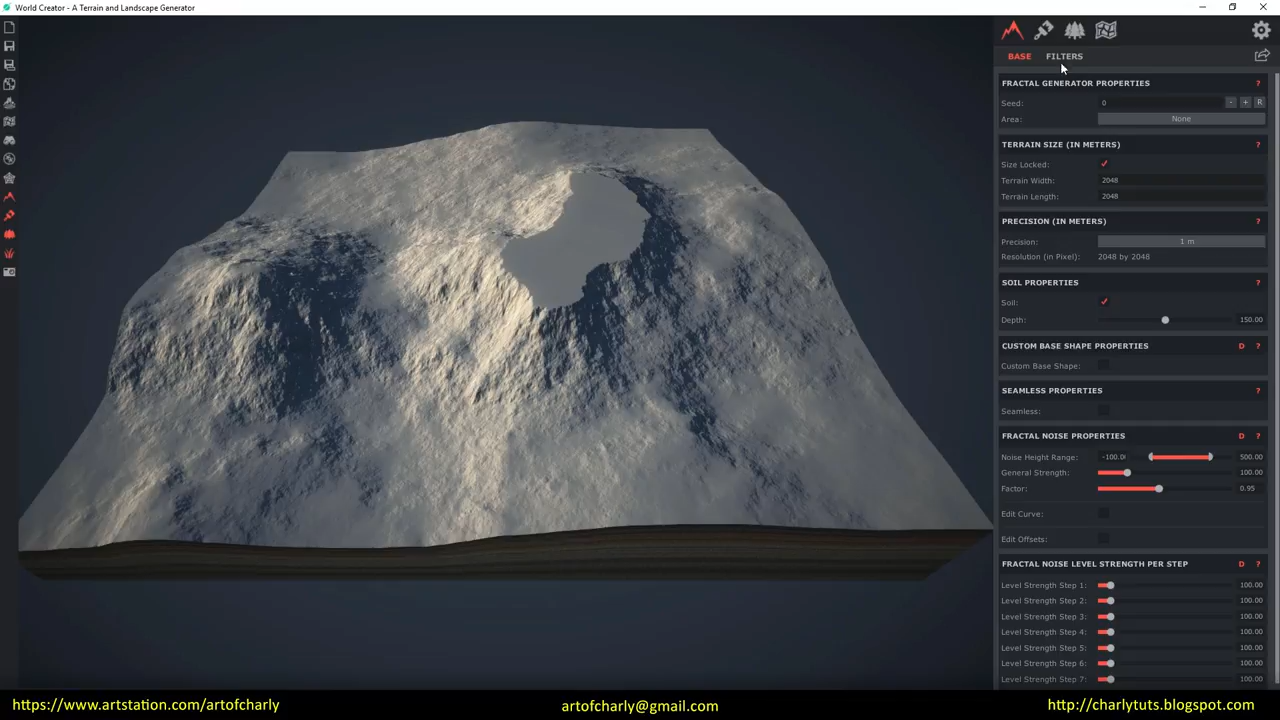 World Creator - A Terrain and Landscape Generator
BASE FILTERS
FRACTAL GENERATOR PROPERTIES ?
Seed: 0 - + R
Area: None
TERRAIN SIZE (IN METERS) ?
Size Locked:
Terrain Width: 2048
Terrain Length: 2048
PRECISION (IN METERS) ?
Precision: 1 m
Resolution (in Pixel): 2048 by 2048
SOIL PROPERTIES ?
Soil:
Depth: 150.00
CUSTOM BASE SHAPE PROPERTIES D ?
Custom Base Shape:
SEAMLESS PROPERTIES ?
Seamless:
FRACTAL NOISE PROPERTIES D ?
Noise Height Range: -100.0 500.00
General Strength: 100.00
Factor: 0.95
Edit Curve:
Edit Offsets:
FRACTAL NOISE LEVEL STRENGTH PER STEP D ?
Level Strength Step 1: 100.00
Level Strength Step 2: 100.00
Level Strength Step 3: 100.00
Level Strength Step 4: 100.00
Level Strength Step 5: 100.00
Level Strength Step 6: 100.00
Level Strength Step 7: 100.00
https://www.artstation.com/artofcharly artofcharly@gmail.com http://charlytuts.blogspot.com